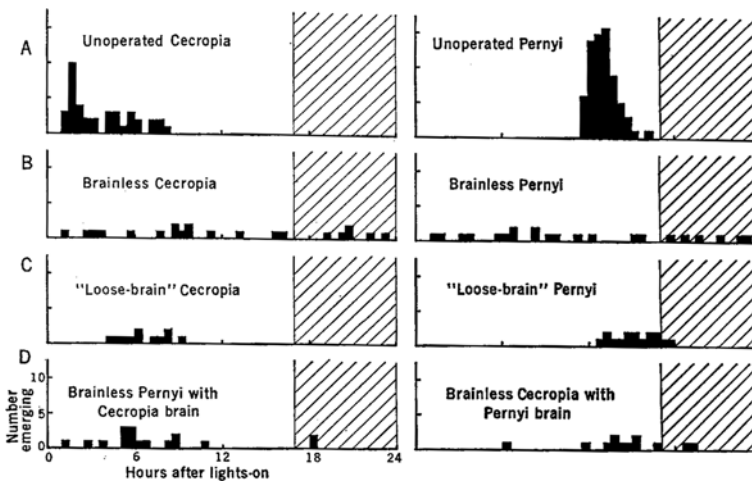 A
Unoperated Cecropia
Unoperated Pernyi
B
Brainless Cecropia
Brainless Pernyi
C
"Loose-brain" Cecropia
"Loose-brain" Pernyi
D
Number
emerging
10
5
0
Brainless Pernyi with
Cecropia brain
Brainless Cecropia with
Pernyi brain
6
12
18
24
Hours after lights-on